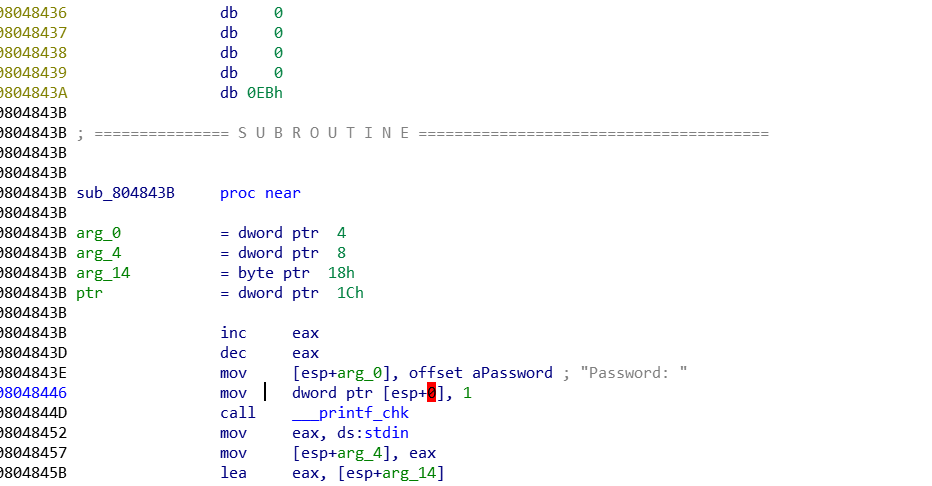 08048436 db 0
08048437 db 0
08048438 db 0
08048439 db 0
0804843A db 0EBh
0804843B
0804843B ; =============== S U B R O U T I N E =======================================
0804843B
0804843B
0804843B sub_804843B proc near
0804843B
0804843B arg_0 = dword ptr 4
0804843B arg_4 = dword ptr 8
0804843B arg_14 = byte ptr 18h
0804843B ptr = dword ptr 1Ch
0804843B
0804843B inc eax
0804843D dec eax
0804843E mov [esp+arg_0], offset aPassword ; "Password: "
08048446 mov dword ptr [esp+0], 1
0804844D call ___printf_chk
08048452 mov eax, ds:stdin
08048457 mov [esp+arg_4], eax
0804845B lea eax, [esp+arg_14]